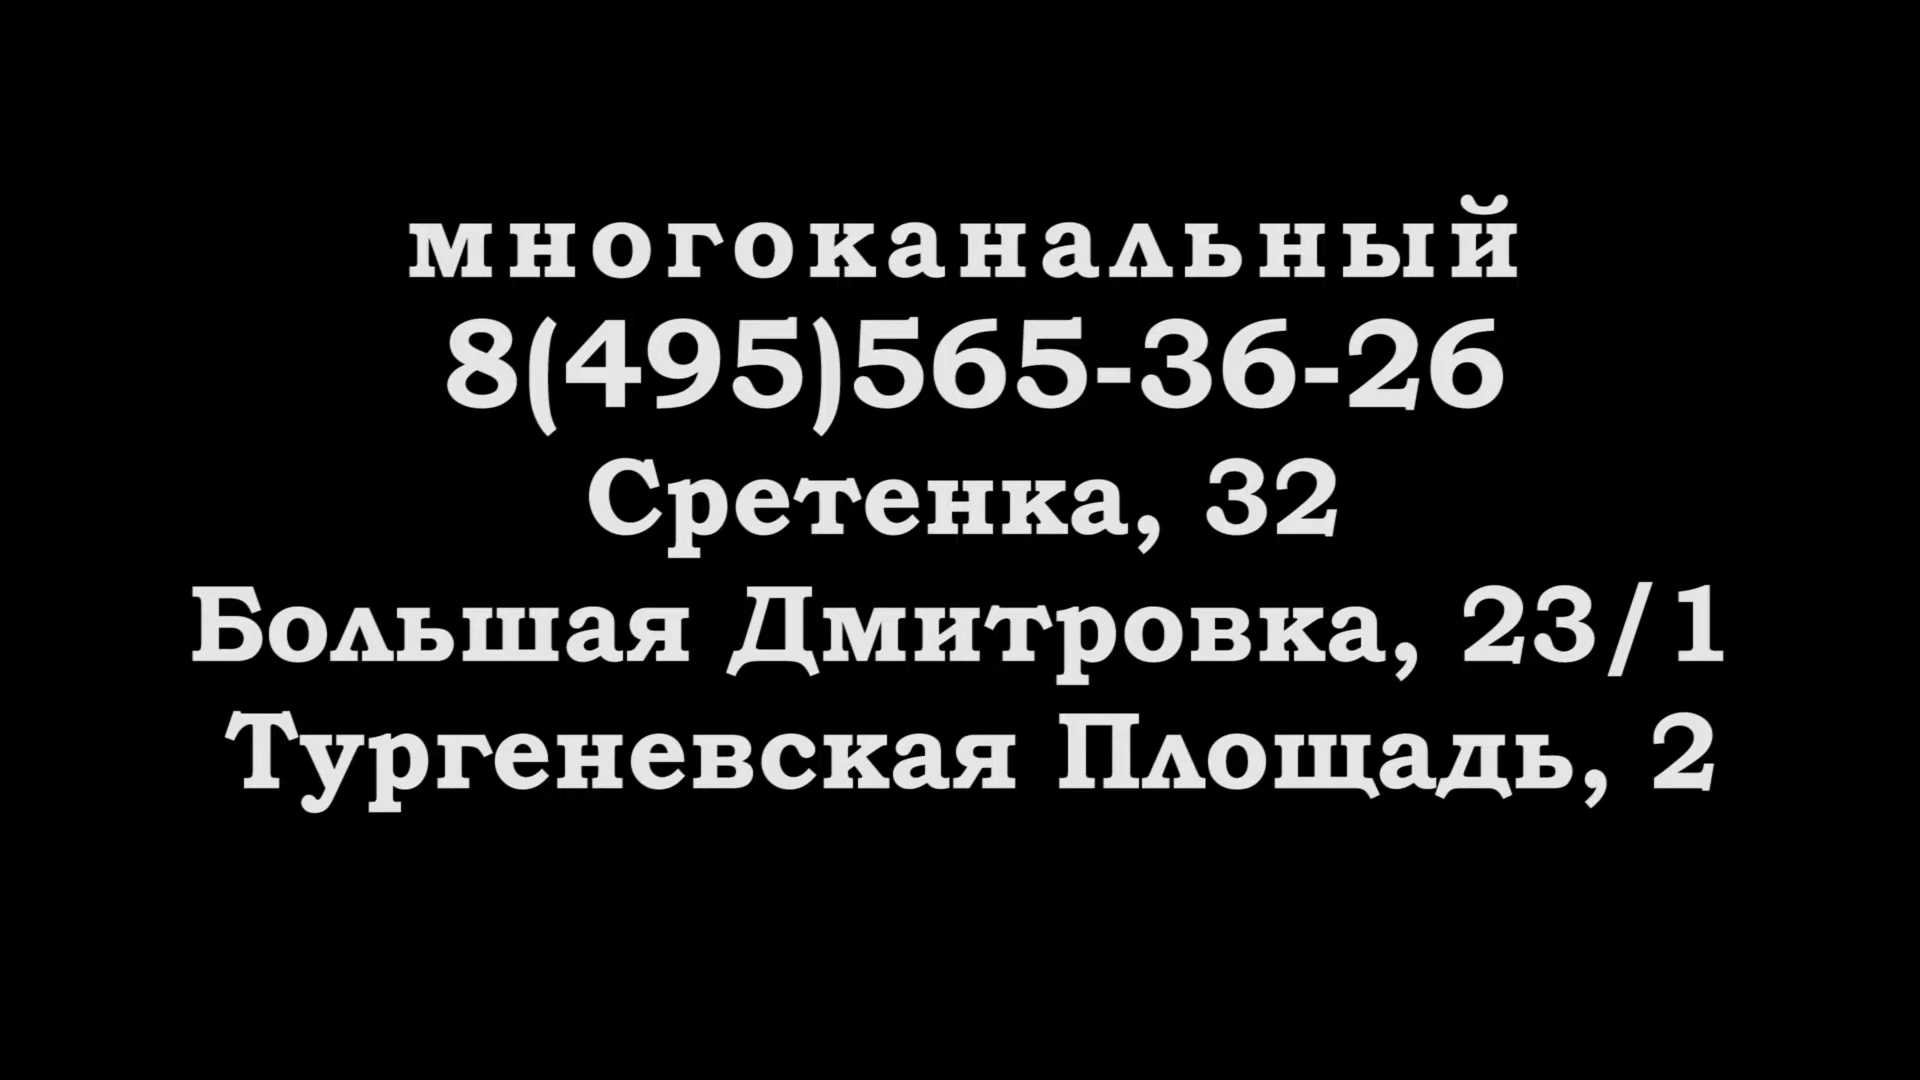 многоканальный
8(495)565-36-26
Сретенка, 32
Большая Дмитровка, 23/1
Тургеневская Площадь, 2